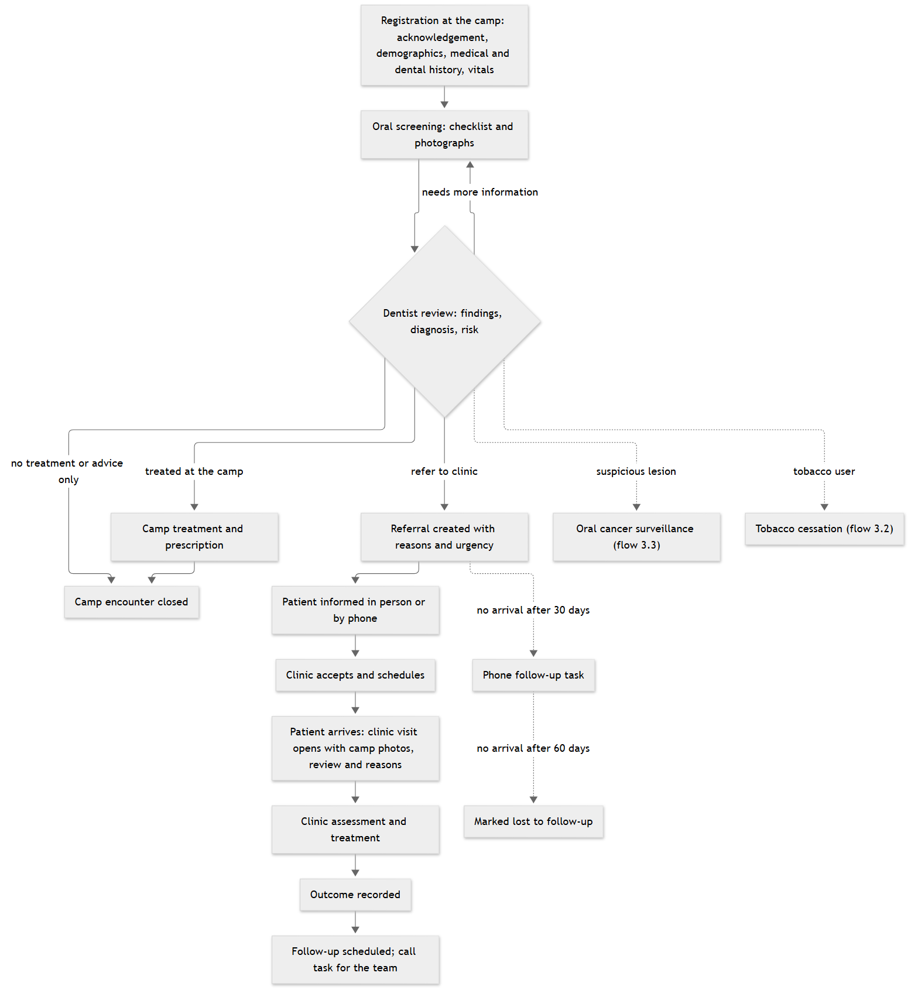 Registration at the camp:
acknowledgement,
demographics, medical and
dental history, vitals
Oral screening: checklist and
photographs
needs more information
Dentist review: findings,
diagnosis, risk
no treatment or advice
only
treated at the camp
refer to clinic
suspicious lesion
tobacco user
Camp treatment and
prescription
Referral created with
reasons and urgency
Oral cancer surveillance
(flow 3.3)
Tobacco cessation (flow 3.2)
Camp encounter closed
Patient informed in person or
by phone
no arrival after 30 days
Clinic accepts and schedules
Phone follow-up task
Patient arrives: clinic visit
opens with camp photos,
review and reasons
no arrival after 60 days
Clinic assessment and
treatment
Marked lost to follow-up
Outcome recorded
Follow-up scheduled; call
task for the team